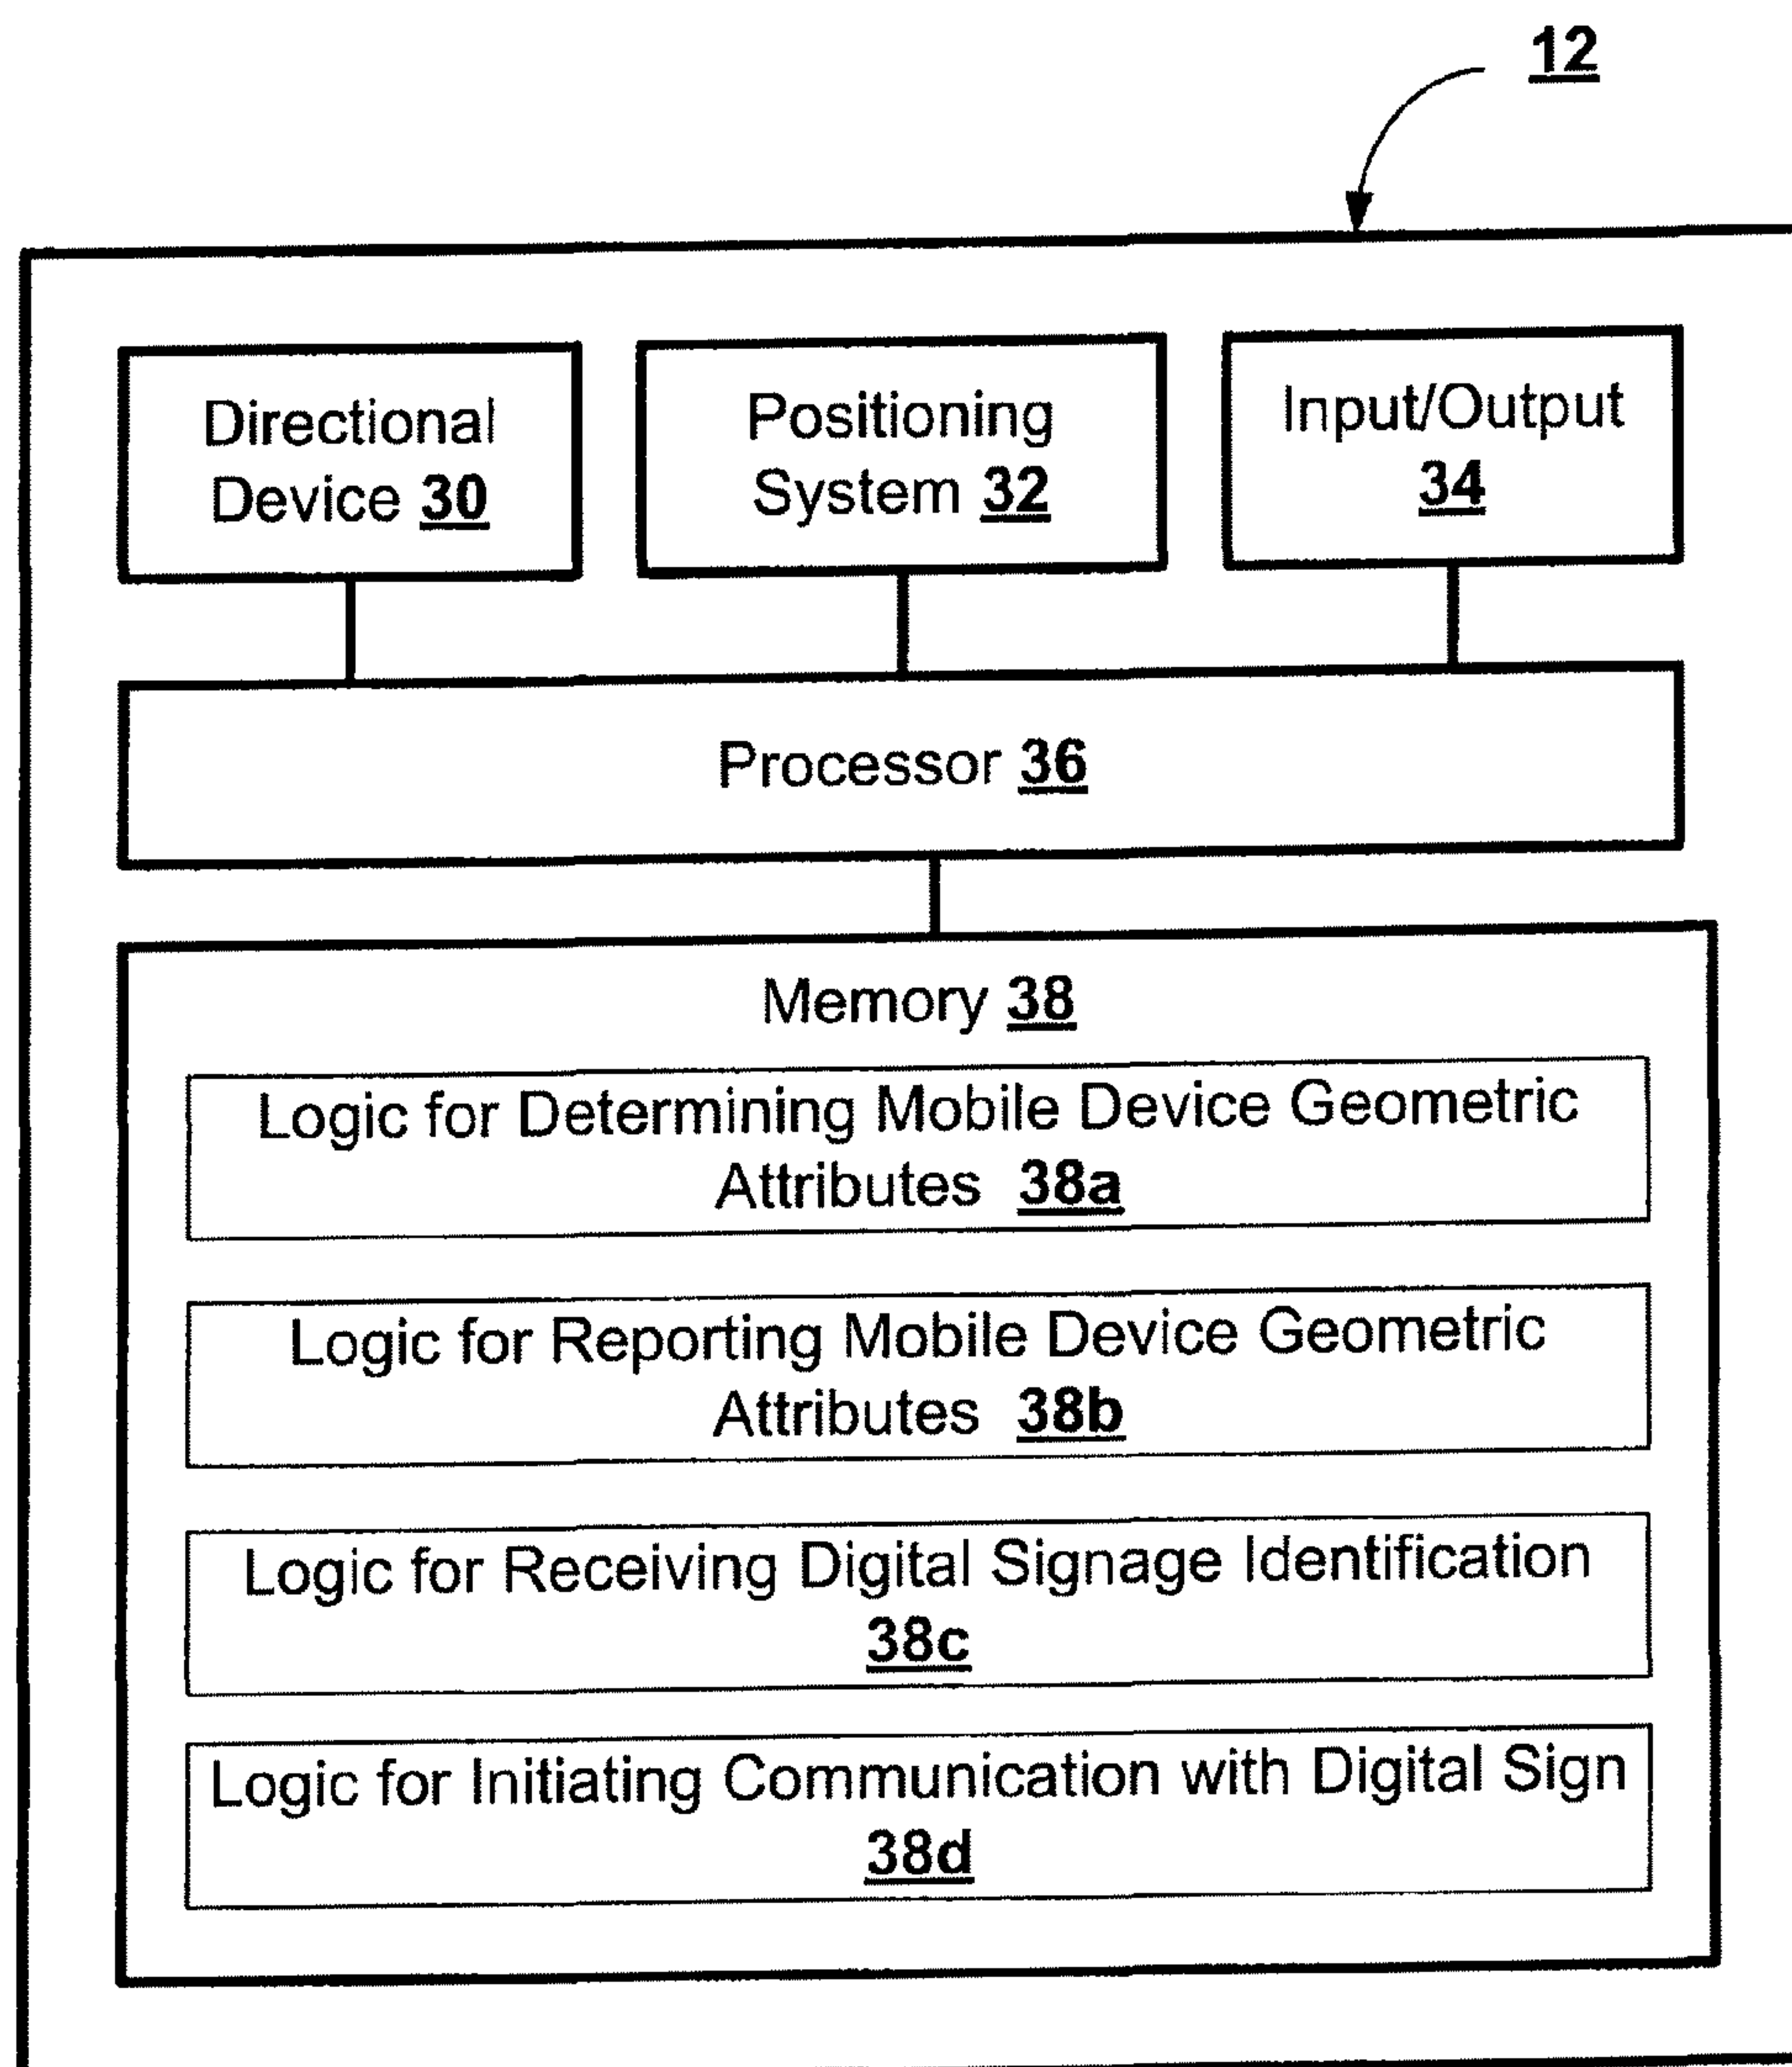 12
Directional
Device 30
Positioning
System 32
Input/Output
34
Processor 36
Memory 38
Logic for Determining Mobile Device Geometric
Attributes 38a
Logic for Reporting Mobile Device Geometric
Attributes 38b
Logic for Receiving Digital Signage Identification
38c
Logic for Initiating Communication with Digital Sign
38d